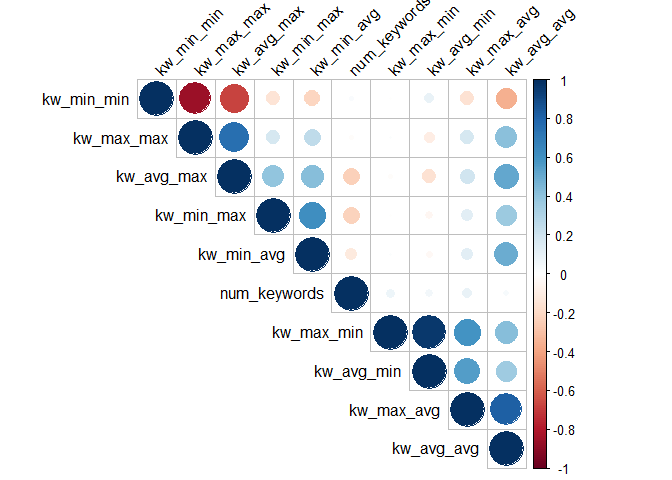 kw_min_min
kw_max_max
kw_avg_max
kw_min_max
kw_min_avg
num_keywords
kw_max_min
kw_avg_min
kw_max_avg
kw_avg_avg
kw_min_min
kw_max_max
kw_avg_max
kw_min_max
kw_min_avg
num_keywords
kw_max_min
kw_avg_min
kw_max_avg
kw_avg_avg
1
0.8
0.6
0.4
0.2
0
-0.2
-0.4
-0.6
-0.8
-1